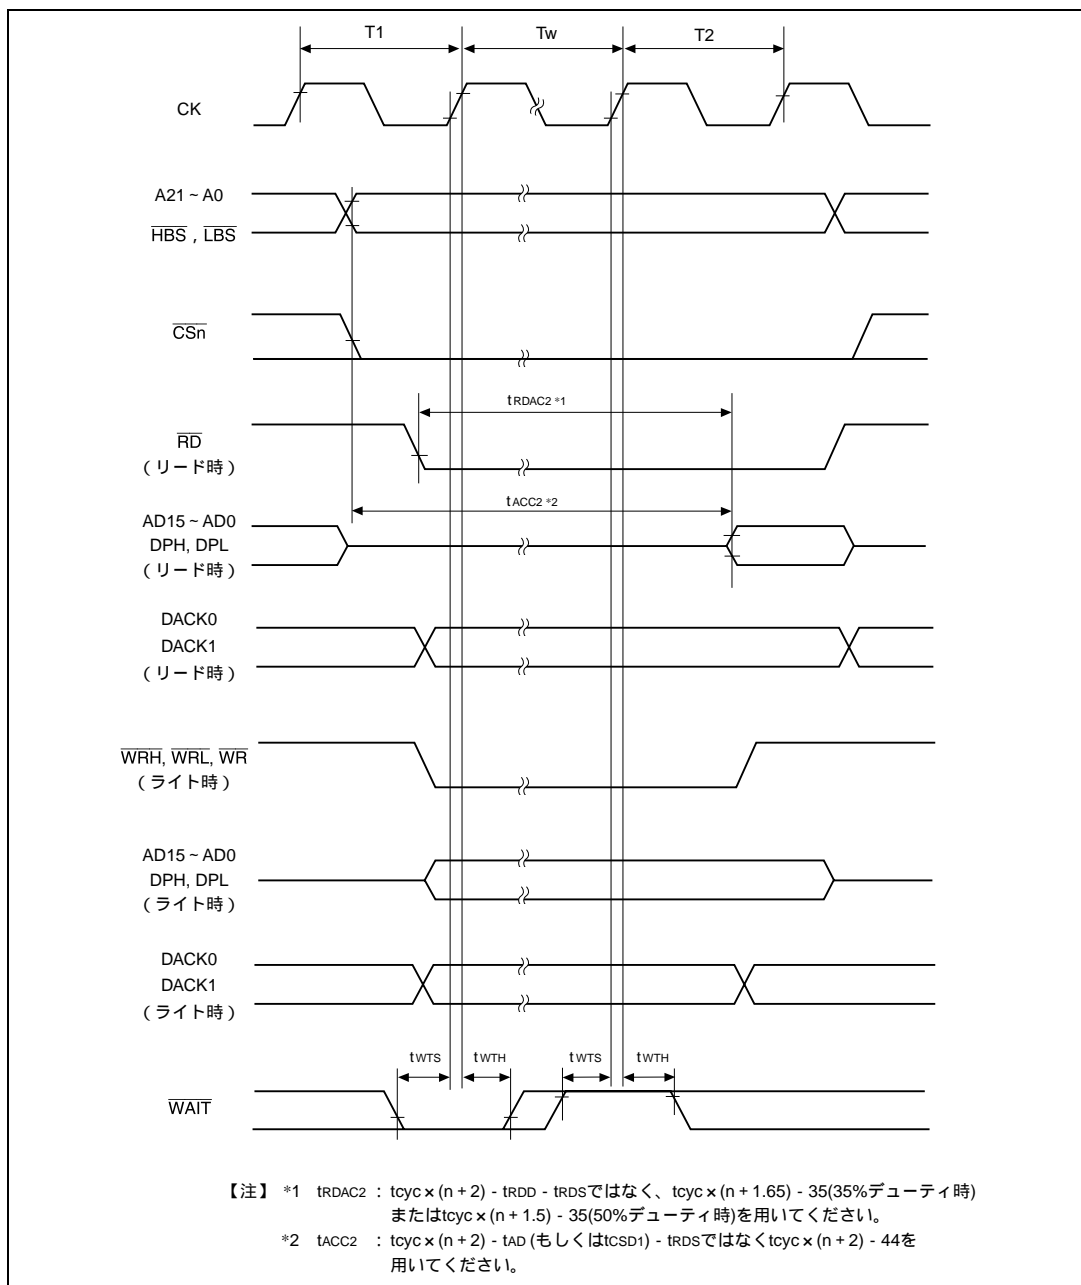 T1 Tw T2
CK
A21 ~ A0
HBS , LBS
CSn
tRDAC2 *1
RD
( リード時 )
tACC2 *2
AD15 ~ AD0
DPH, DPL
( リード時 )
DACK0
DACK1
( リード時 )
WRH, WRL, WR
( ライト時 )
AD15 ~ AD0
DPH, DPL
( ライト時 )
DACK0
DACK1
( ライト時 )
tWTS tWTH tWTS tWTH
WAIT
【注】 *1 tRDAC2 : tcyc × (n + 2) - tRDD - tRDSではなく、tcyc × (n + 1.65) - 35(35%デューティ時)
またはtcyc × (n + 1.5) - 35(50%デューティ時)を用いてください。
*2 tACC2 : tcyc × (n + 2) - tAD (もしくはtCSD1) - tRDSではなくtcyc × (n + 2) - 44を
用いてください。